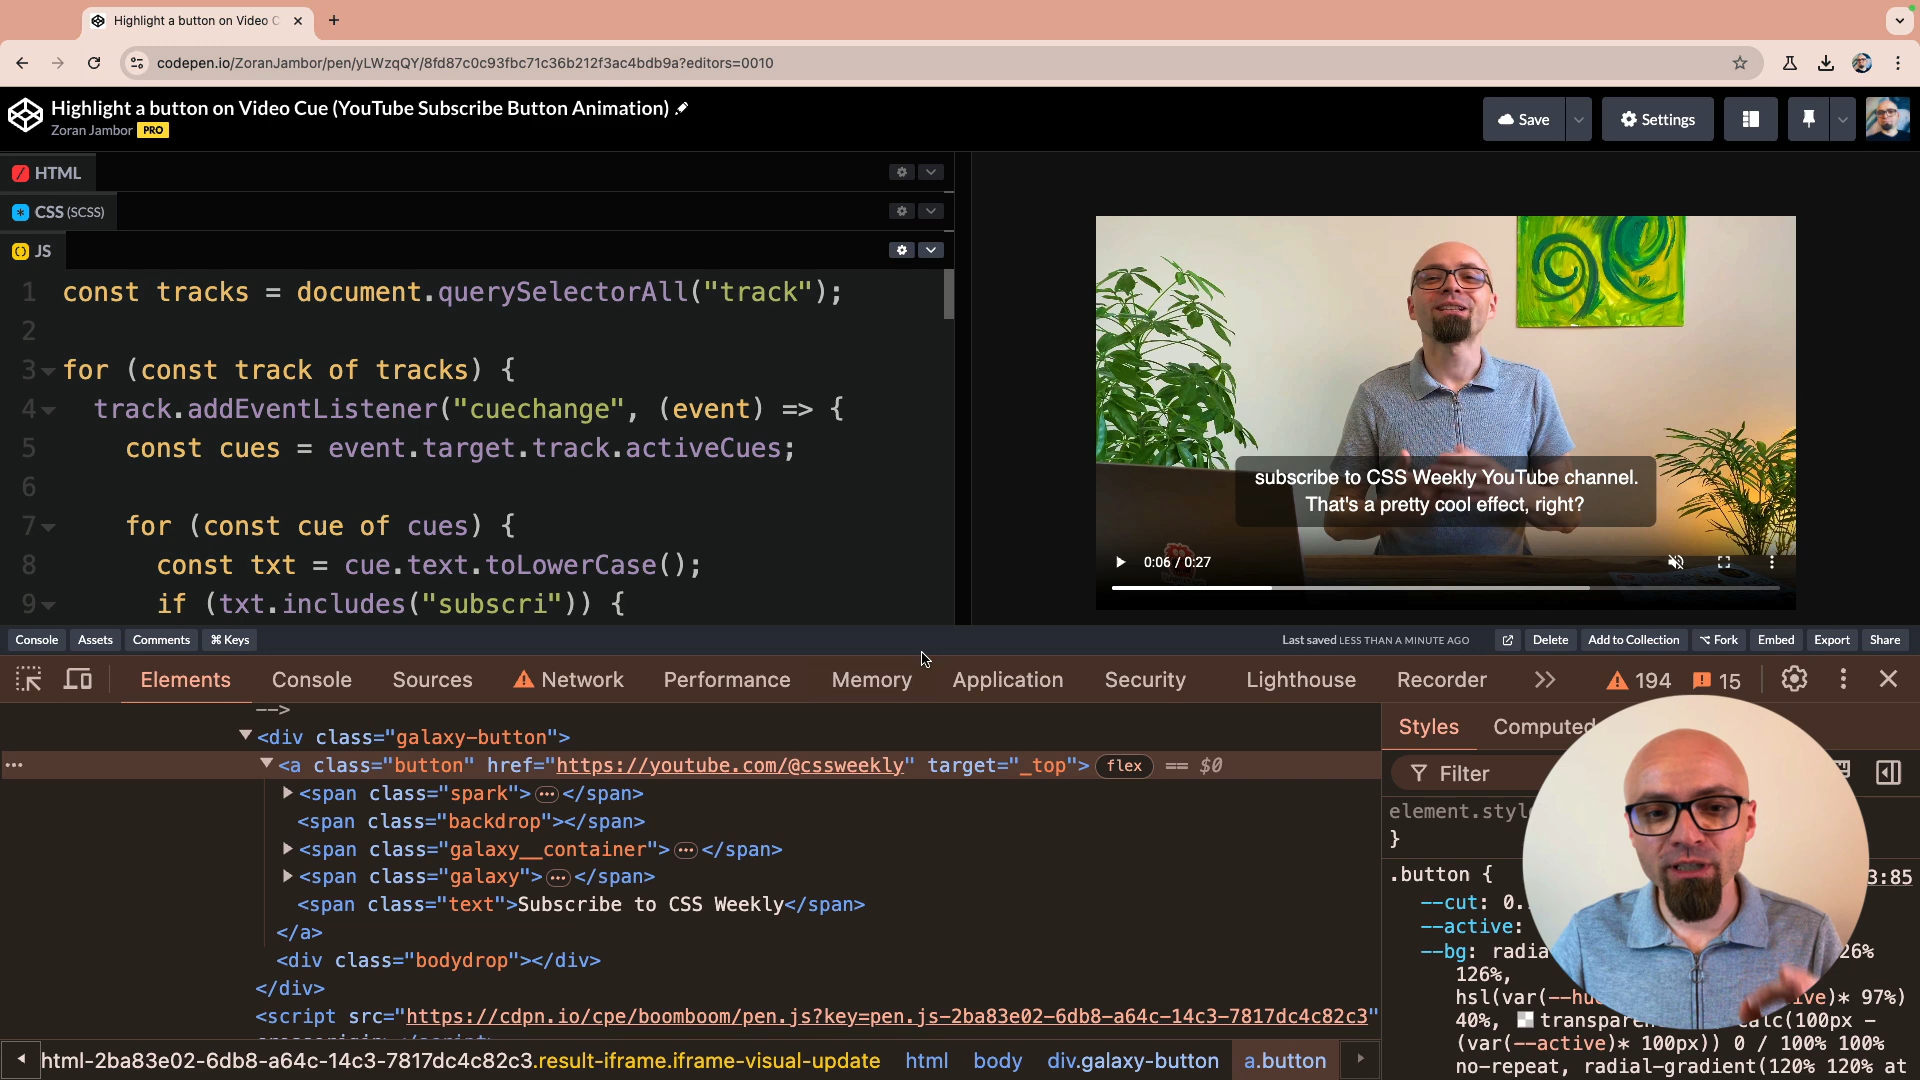 Highlight a button on Video C
codepen.io/ZoranJambor/pen/yLWzqQY/8fd87c0c93fbc71c36b212f3ac4bdb9a?editors=0010
Highlight a button on Video Cue (YouTube Subscribe Button Animation)
Zoran Jambor PRO
Save
Settings
HTML
CSS (SCSS)
JS
1 const tracks = document.querySelectorAll("track");
2
3 for (const track of tracks) {
4 track.addEventListener("cuechange", (event) => {
5 const cues = event.target.track.activeCues;
6
7 for (const cue of cues) {
8 const txt = cue.text.toLowerCase();
9 if (txt.includes("subscri")) {
subscribe to CSS Weekly YouTube channel.
That's a pretty cool effect, right?
0:06 / 0:27
Console Assets Comments ⌘ Keys
Last saved LESS THAN A MINUTE AGO Delete Add to Collection Fork Embed Export Share
Elements Console Sources Network Performance Memory Application Security Lighthouse Recorder 194 15
-->
<div class="galaxy-button">
<a class="button" href="https://youtube.com/@cssweekly" target="_top"> flex == $0
<span class="spark">…</span>
<span class="backdrop"></span>
<span class="galaxy__container">…</span>
<span class="galaxy">…</span>
<span class="text">Subscribe to CSS Weekly</span>
</a>
<div class="bodydrop"></div>
</div>
<script src="https://cdpn.io/cpe/boomboom/pen.js?key=pen.js-2ba83e02-6db8-a64c-14c3-7817dc4c82c3"
html-2ba83e02-6db8-a64c-14c3-7817dc4c82c3.result-iframe.iframe-visual-update html body div.galaxy-button a.button
Styles Computed
Filter
element.style
}
.button { 3:85
--cut: 0.
--active:
--bg: radia 26%
126%,
hsl(var(--hu ive)* 97%)
40%, transparen calc(100px -
(var(--active)* 100px)) 0 / 100% 100%
no-repeat, radial-gradient(120% 120% at